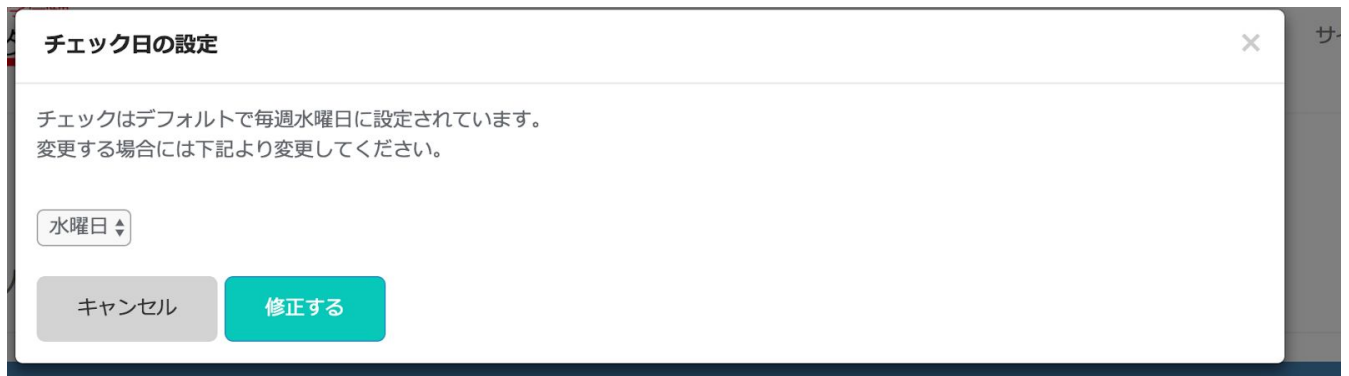 チェック日の設定
×
サ
チェックはデフォルトで毎週水曜日に設定されています。
変更する場合には下記より変更してください。
水曜日
キャンセル
修正する